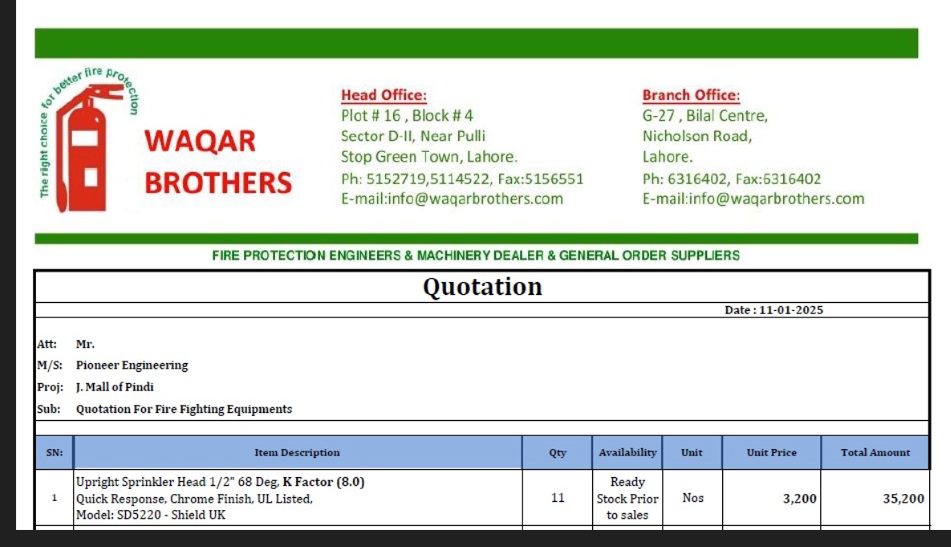 The right choice for better fire protection
WAQAR
BROTHERS
Head Office:
Plot # 16 , Block # 4
Sector D-II, Near Pulli
Stop Green Town, Lahore.
Ph: 5152719,5114522, Fax:5156551
E-mail:info@waqarbrothers.com
Branch Office:
G-27 , Bilal Centre,
Nicholson Road,
Lahore.
Ph: 6316402, Fax:6316402
E-mail:info@waqarbrothers.com
FIRE PROTECTION ENGINEERS & MACHINERY DEALER & GENERAL ORDER SUPPLIERS
Quotation
Date : 11-01-2025
Att: Mr.
M/S: Pioneer Engineering
Proj: J. Mall of Pindi
Sub: Quotation For Fire Fighting Equipments
SN: Item Description Qty Availability Unit Unit Price Total Amount
1
Upright Sprinkler Head 1/2" 68 Deg, K Factor (8.0)
Quick Response, Chrome Finish, UL Listed,
Model: SD5220 - Shield UK
11
Ready
Stock Prior
to sales
Nos
3,200
35,200